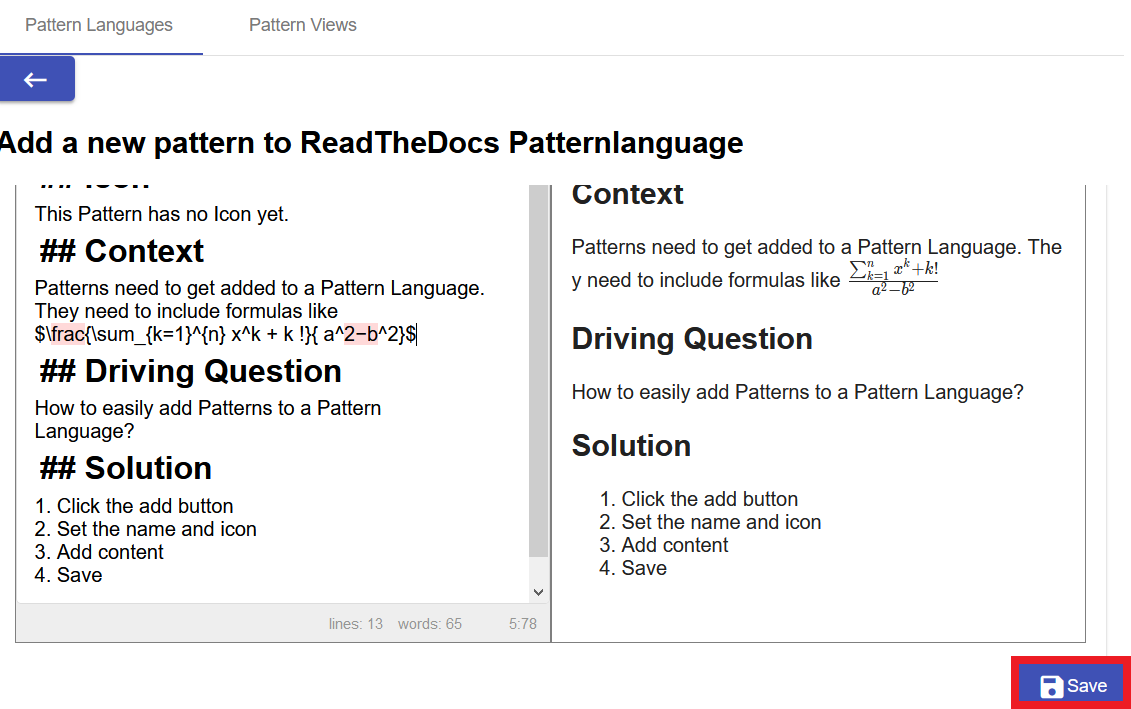 Pattern Languages Pattern Views
Add a new pattern to ReadTheDocs Patternlanguage
## Icon
This Pattern has no Icon yet.
## Context
Patterns need to get added to a Pattern Language.
They need to include formulas like
$\frac{\sum_{k=1}^{n} x^k + k !}{ a^2−b^2}$
## Driving Question
How to easily add Patterns to a Pattern
Language?
## Solution
1. Click the add button
2. Set the name and icon
3. Add content
4. Save
lines: 13 words: 65 5:78
Context
Patterns need to get added to a Pattern Language. The
y need to include formulas like \frac{\sum_{k=1}^{n} x^k+k!}{a^2−b^2}
Driving Question
How to easily add Patterns to a Pattern Language?
Solution
1. Click the add button
2. Set the name and icon
3. Add content
4. Save
Save